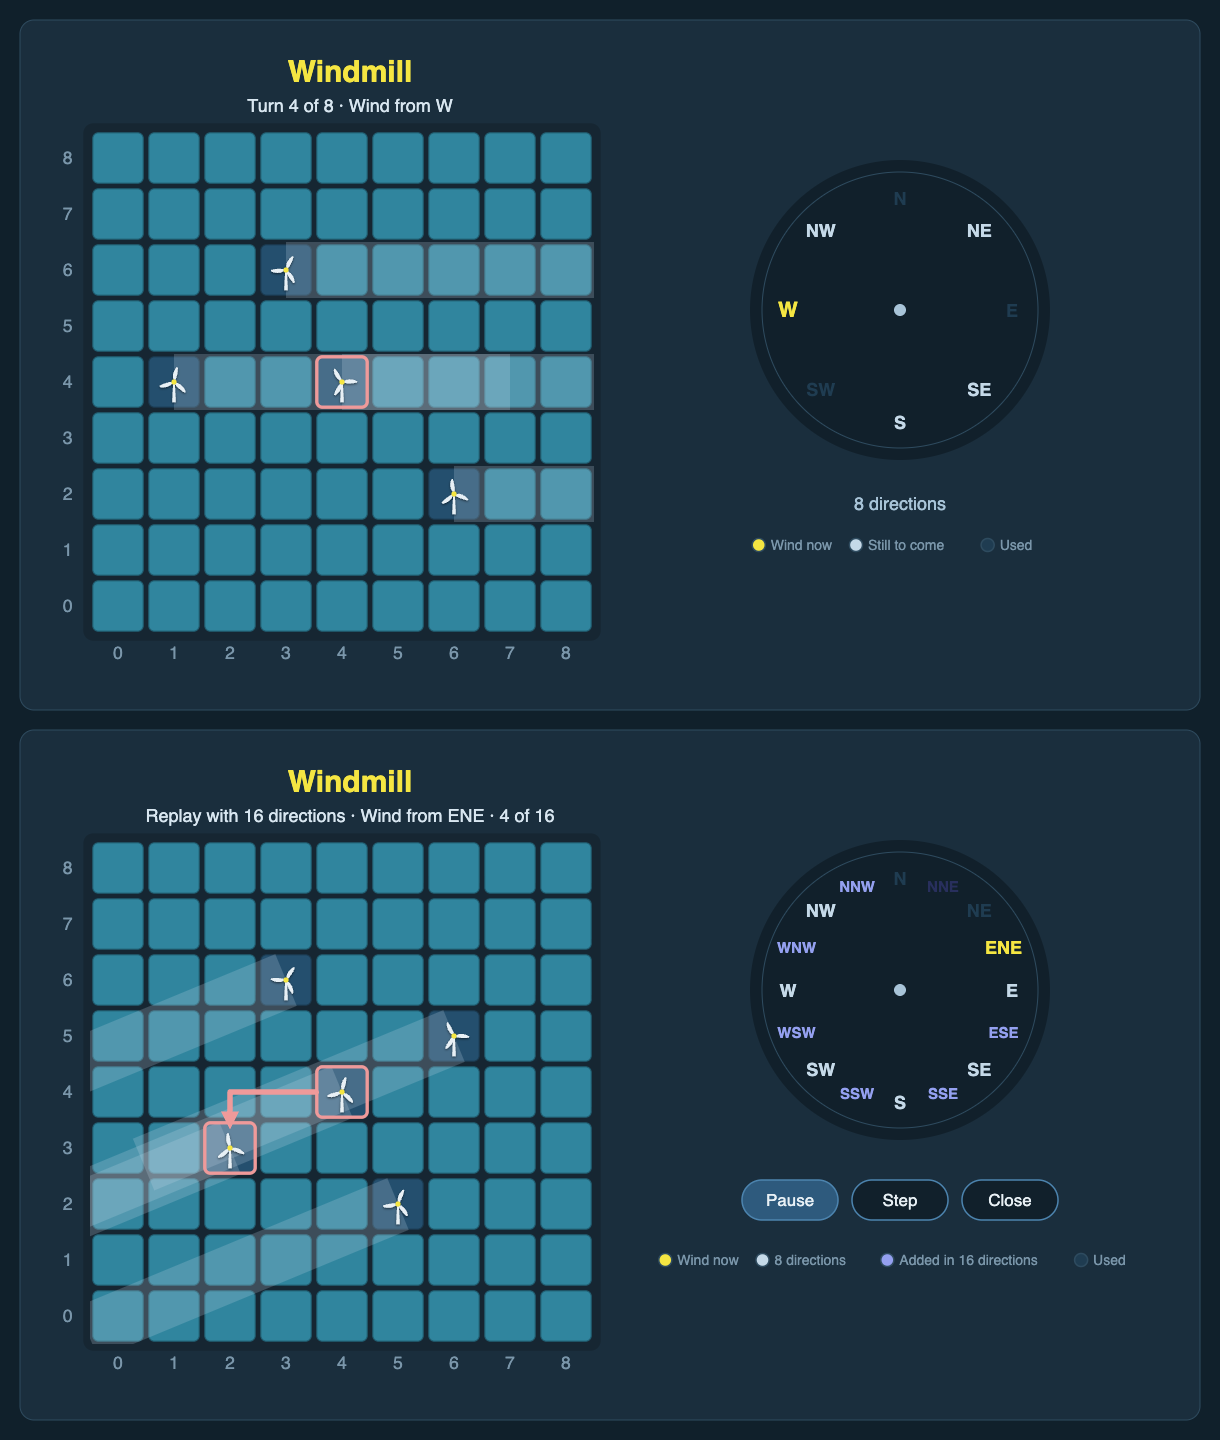 Windmill
Turn 4 of 8 · Wind from W
8
7
6
5
4
3
2
1
0
0 1 2 3 4 5 6 7 8
N
NW NE
W E
SW SE
S
8 directions
Wind now Still to come Used
Windmill
Replay with 16 directions · Wind from ENE · 4 of 16
8
7
6
5
4
3
2
1
0
0 1 2 3 4 5 6 7 8
N
NNW NNE
NW NE
WNW ENE
W E
WSW ESE
SW SE
SSW SSE
S
Pause Step Close
Wind now 8 directions Added in 16 directions Used